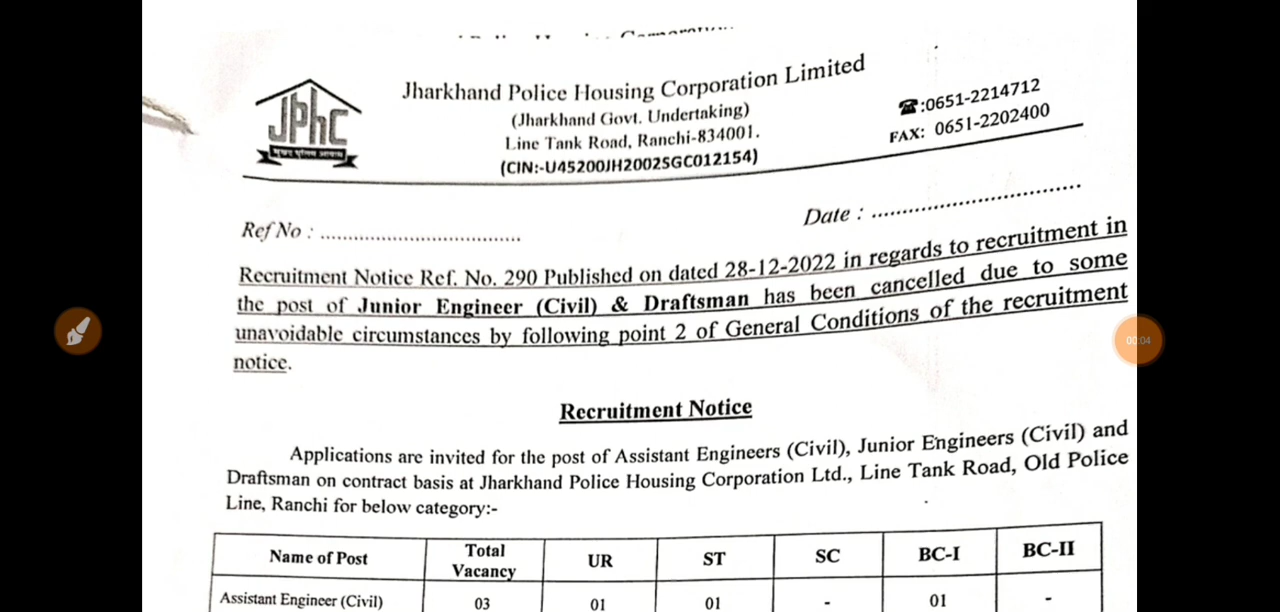 Jharkhand Police Housing Corporation Limited
(Jharkhand Govt. Undertaking)
Line Tank Road, Ranchi-834001.
(CIN:-U45200JH2002SGC012154)
☎:0651-2214712
FAX: 0651-2202400
JPhC
Ref No : ..................................
Date : ..................................
Recruitment Notice Ref. No. 290 Published on dated 28-12-2022 in regards to recruitment in
the post of Junior Engineer (Civil) & Draftsman has been cancelled due to some
unavoidable circumstances by following point 2 of General Conditions of the recruitment
notice.
Recruitment Notice
Applications are invited for the post of Assistant Engineers (Civil), Junior Engineers (Civil) and
Draftsman on contract basis at Jharkhand Police Housing Corporation Ltd., Line Tank Road, Old Police
Line, Ranchi for below category:-
Name of Post Total Vacancy UR ST SC BC-I BC-II
Assistant Engineer (Civil) 03 01 01 - 01 -
00:04